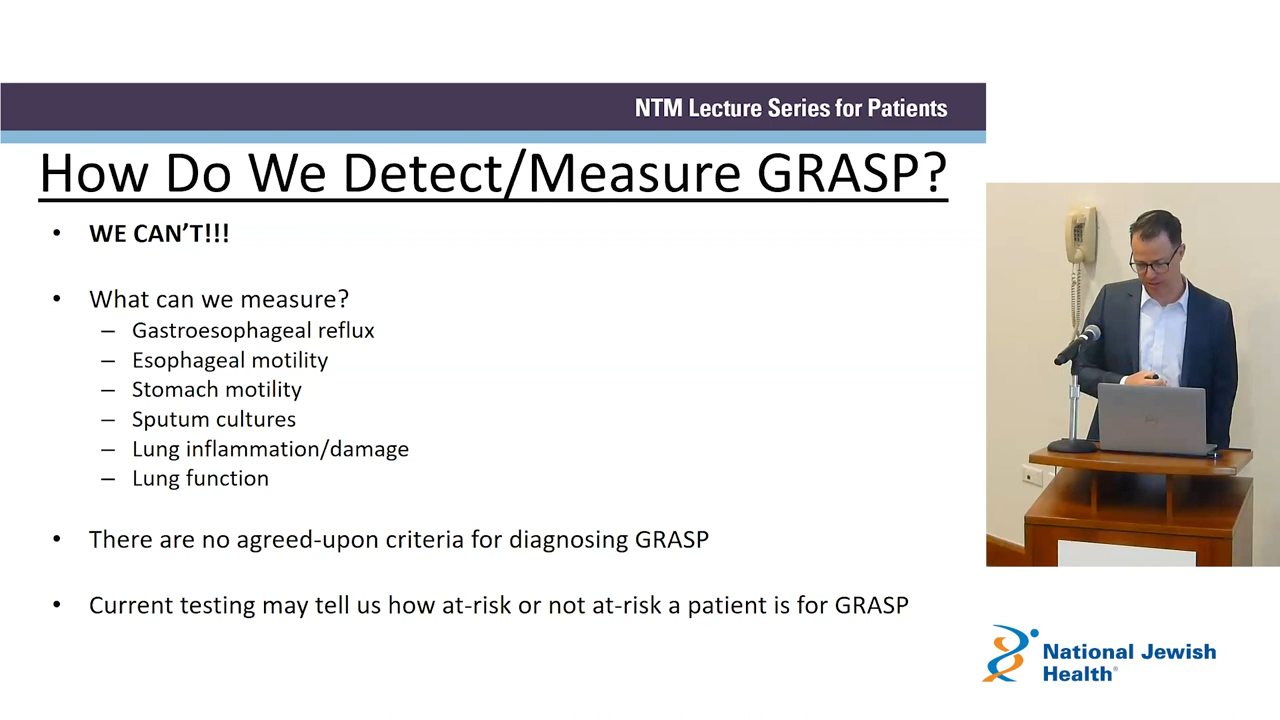 NTM Lecture Series for Patients
How Do We Detect/Measure GRASP?
• WE CAN'T!!!
• What can we measure?
– Gastroesophageal reflux
– Esophageal motility
– Stomach motility
– Sputum cultures
– Lung inflammation/damage
– Lung function
• There are no agreed-upon criteria for diagnosing GRASP
• Current testing may tell us how at-risk or not at-risk a patient is for GRASP
National Jewish
Health®